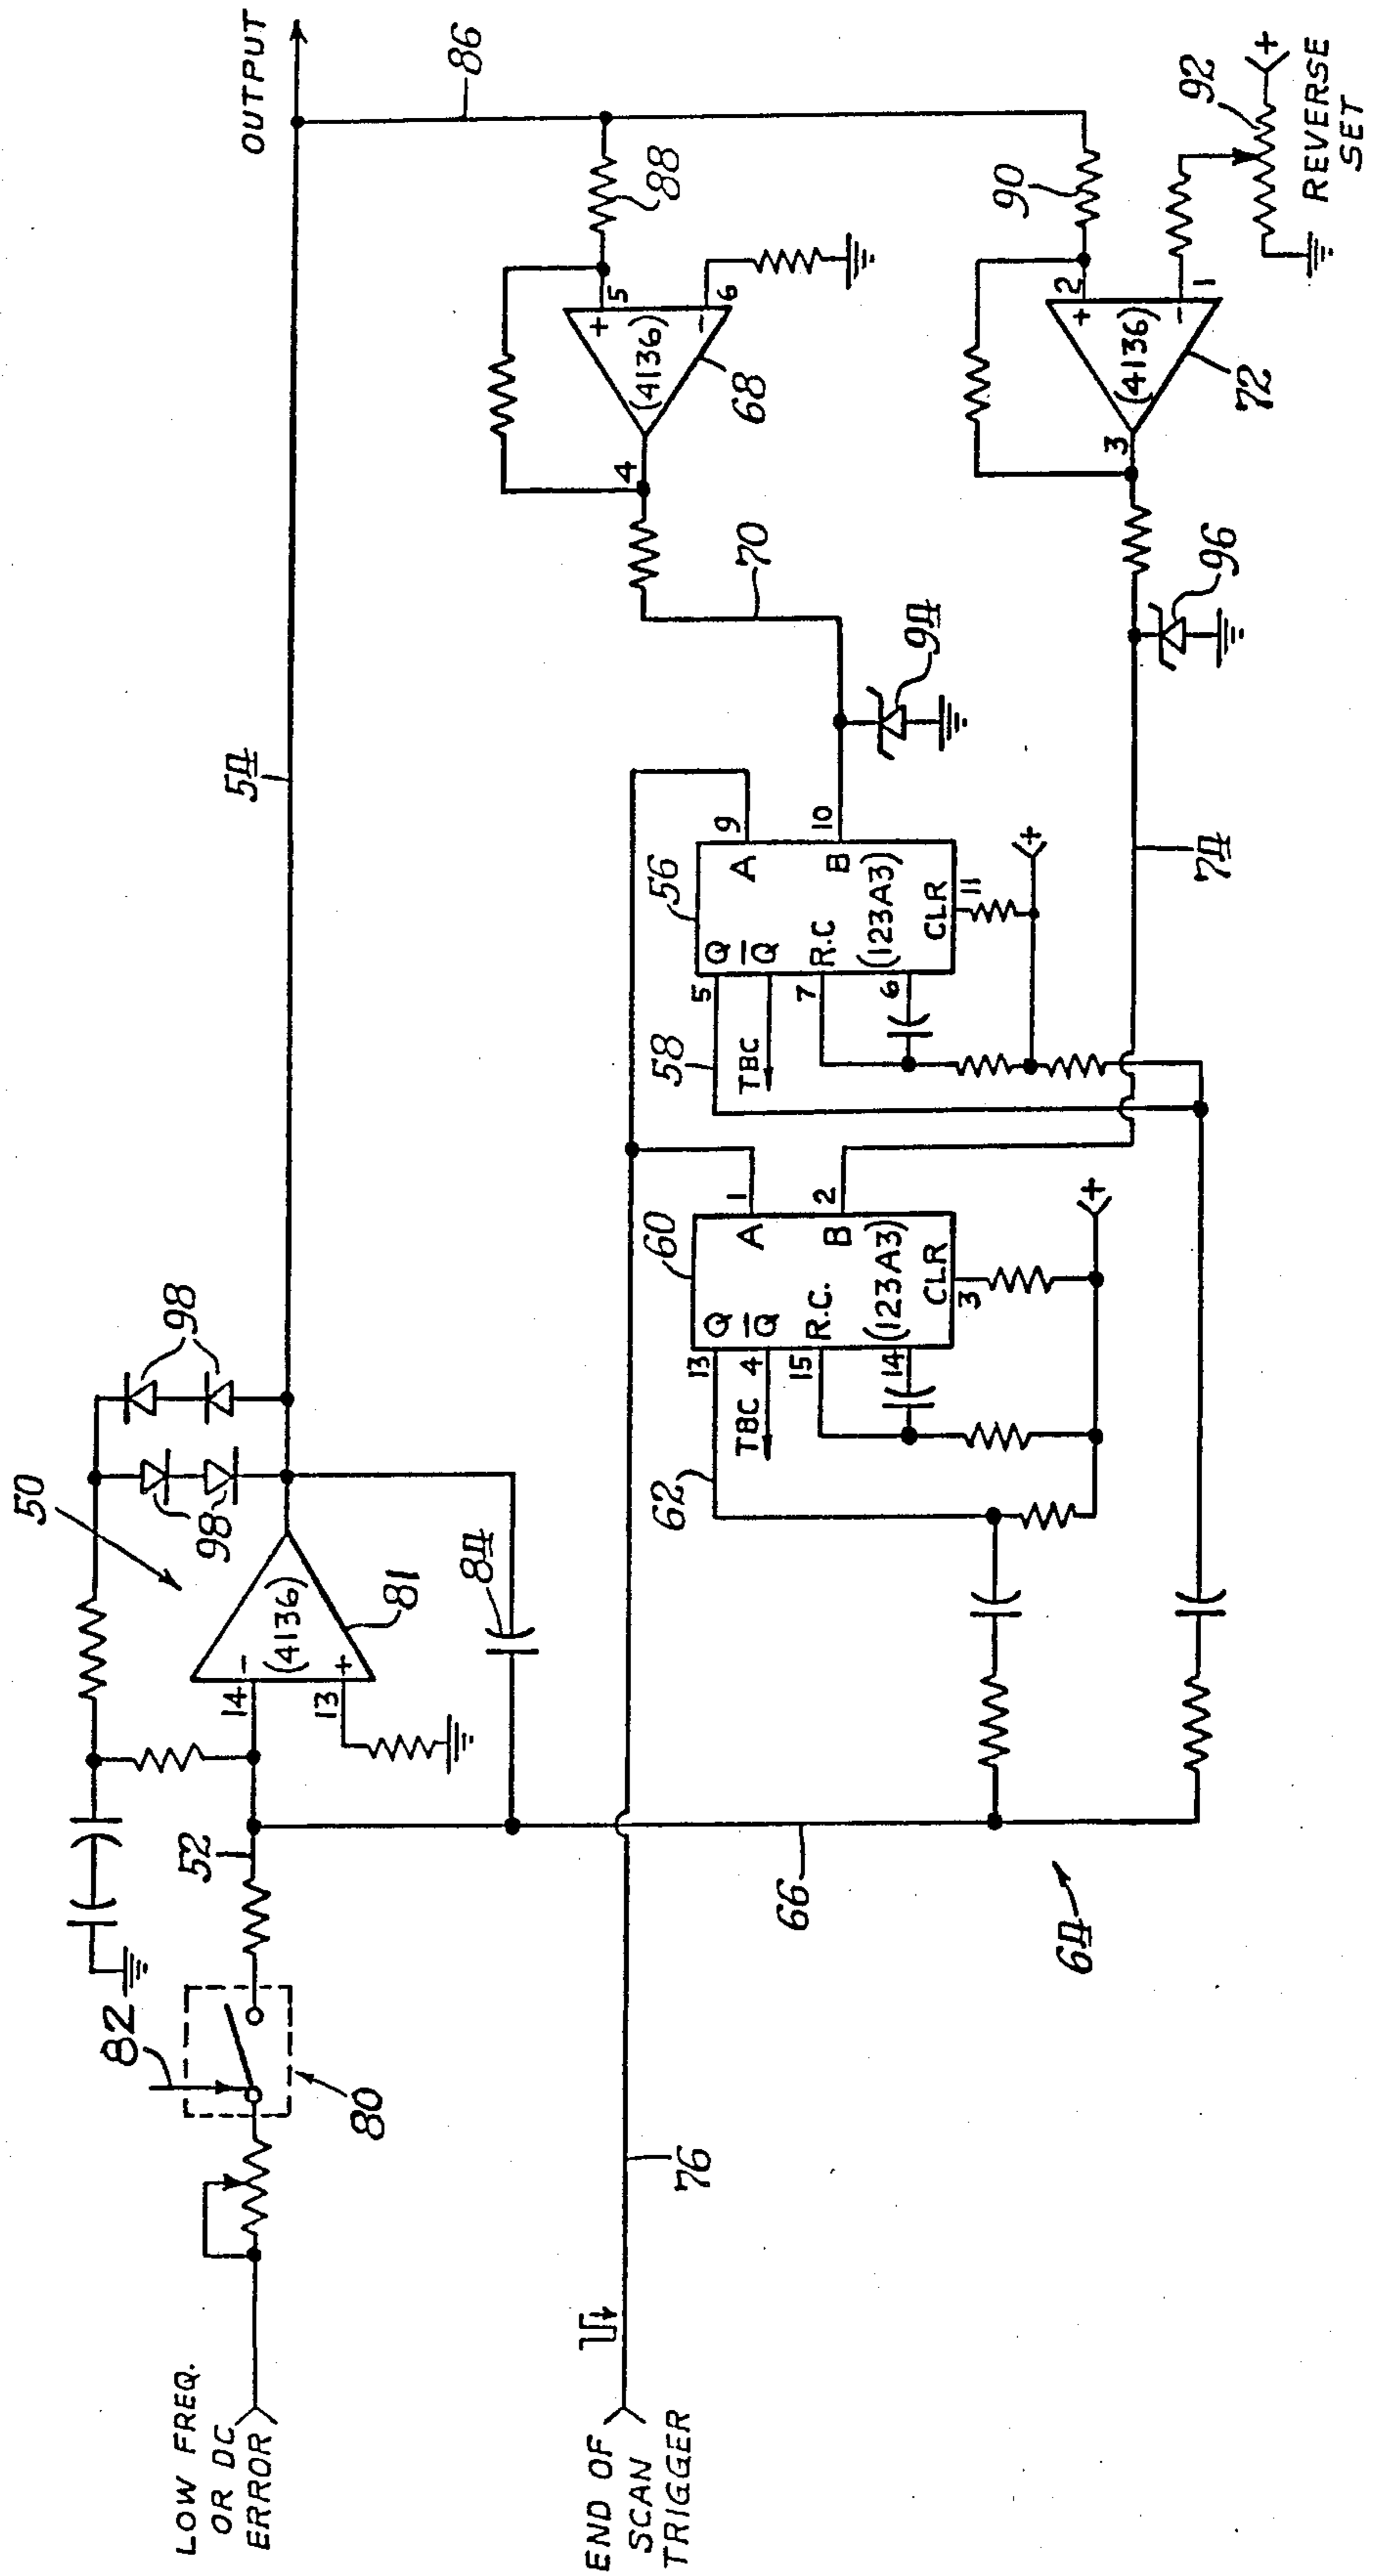 OUTPUT
86
54
98
98
50
(4136)
81
14
13
84
52
82
80
LOW FREQ.
OR DC
ERROR
88
5
6
(4136)
68
4
70
94
90
2
1
(4136)
72
3
96
92
(+
REVERSE
SET
74
56
9
10
A
B
Q
Q
R.C
(123A3)
CLR
11
5
7
6
58
TBC
(+
60
1
2
A
B
Q
Q
R.C.
(123A3)
CLR
3
13
4
15
14
62
TBC
(+
66
64
76
END OF
SCAN
TRIGGER